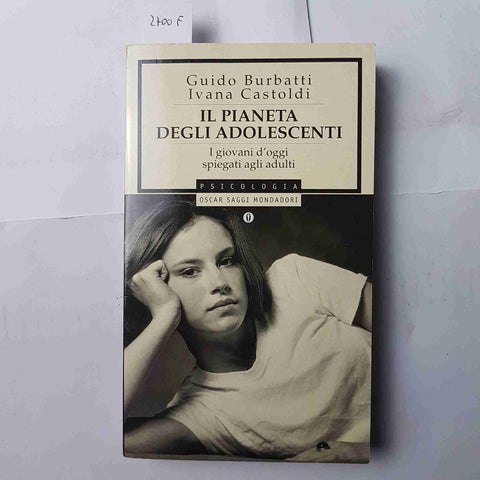 2700 F
Guido Burbatti
Ivana Castoldi
IL PIANETA
DEGLI ADOLESCENTI
I giovani d'oggi
spiegati agli adulti
PSICOLOGIA
OSCAR SAGGI MONDADORI